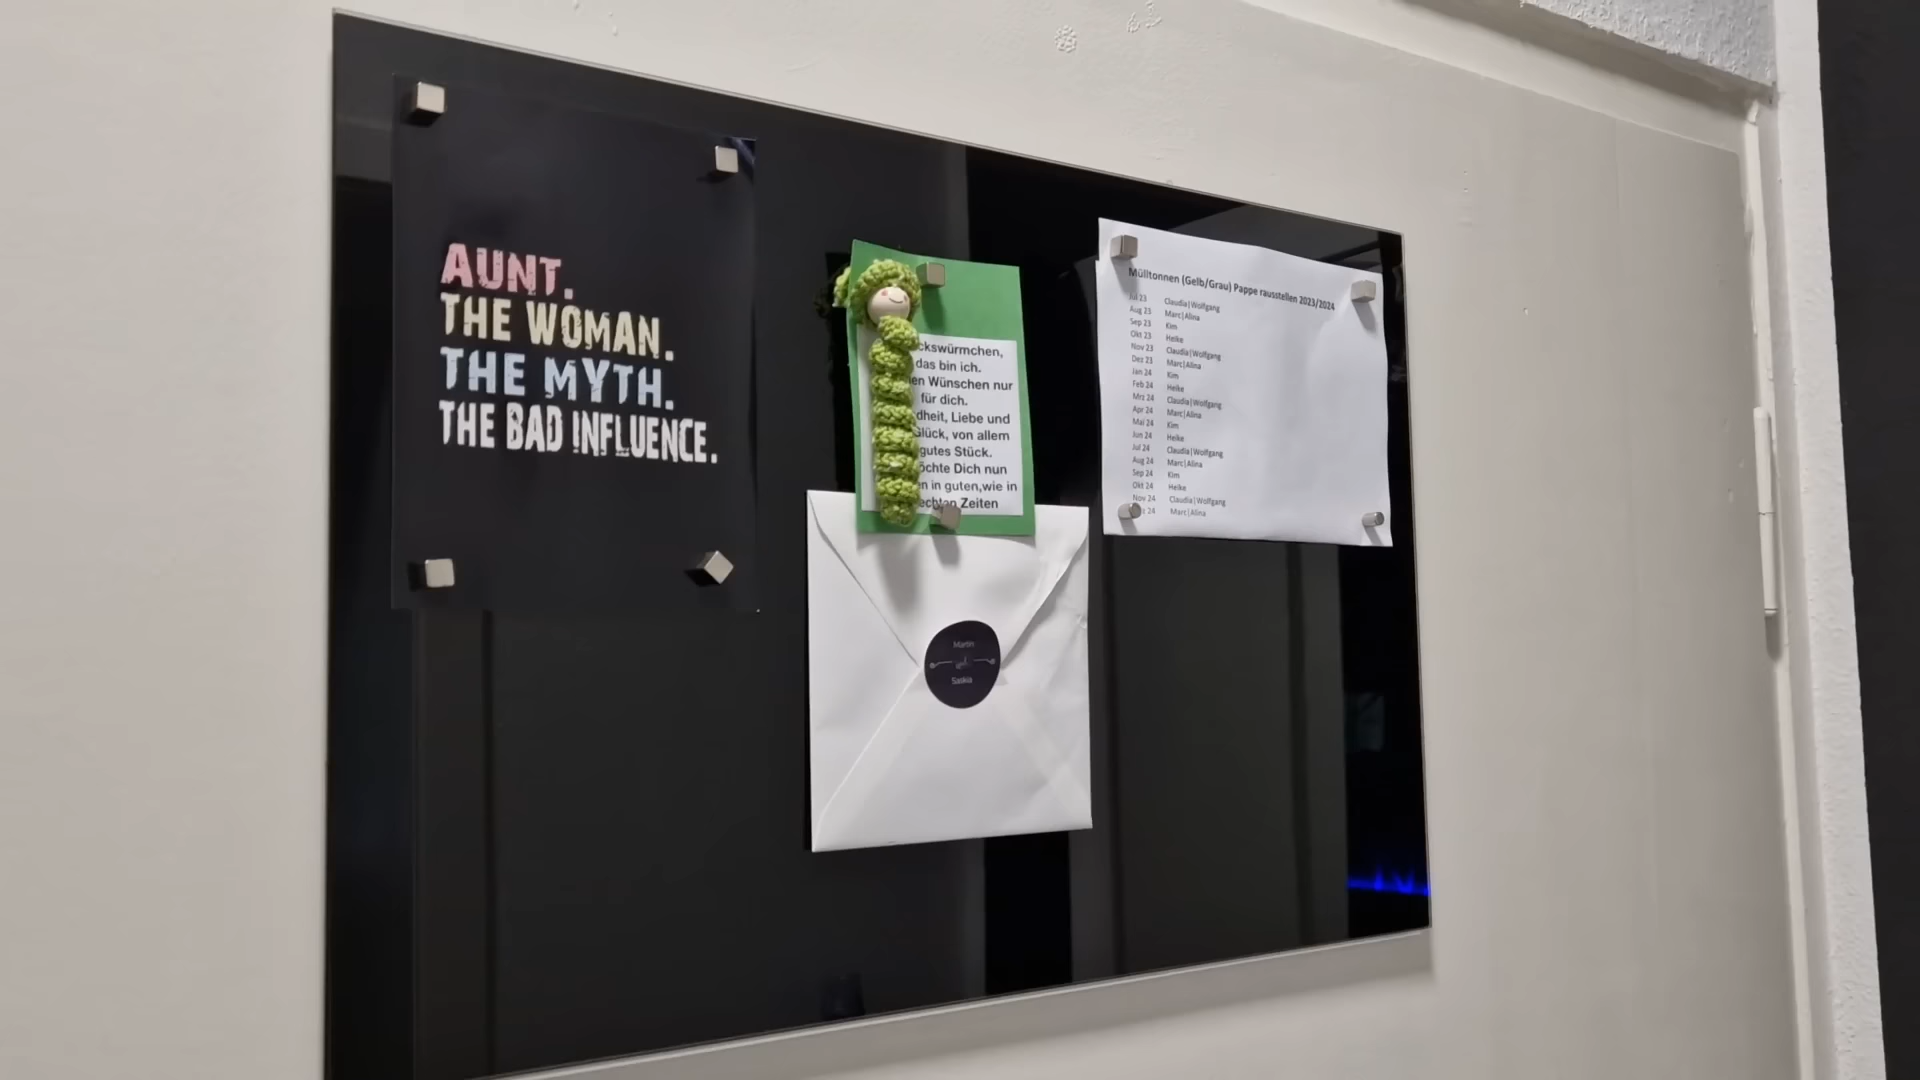 AUNT.
THE WOMAN.
THE MYTH.
THE BAD INFLUENCE.
ckswürmchen,
das bin ich.
en Wünschen nur
für dich.
dheit, Liebe und
Glück, von allem
gutes Stück.
öchte Dich nun
en in guten,wie in
echten Zeiten
Martin
Saskia
Mülltonnen (Gelb/Grau) Pappe rausstellen 2023/2024
Jul 23 Claudia|Wolfgang
Aug 23 Marc|Alina
Sep 23 Kim
Okt 23 Heike
Nov 23 Claudia|Wolfgang
Dez 23 Marc|Alina
Jan 24 Kim
Feb 24 Heike
Mrz 24 Claudia|Wolfgang
Apr 24 Marc|Alina
Mai 24 Kim
Jun 24 Heike
Jul 24 Claudia|Wolfgang
Aug 24 Marc|Alina
Sep 24 Kim
Okt 24 Heike
Nov 24 Claudia|Wolfgang
24 Marc|Alina